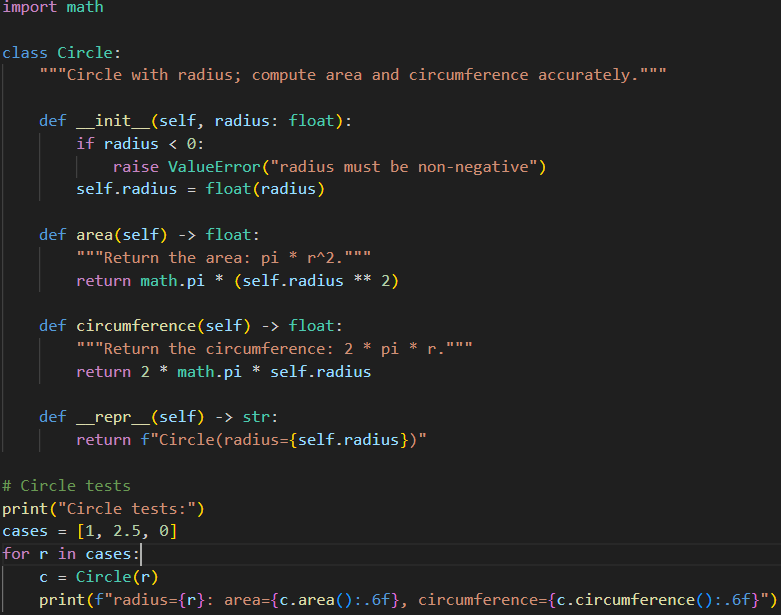 import math

class Circle:
    """Circle with radius; compute area and circumference accurately."""

    def __init__(self, radius: float):
        if radius < 0:
            raise ValueError("radius must be non-negative")
        self.radius = float(radius)

    def area(self) -> float:
        """Return the area: pi * r^2."""
        return math.pi * (self.radius ** 2)

    def circumference(self) -> float:
        """Return the circumference: 2 * pi * r."""
        return 2 * math.pi * self.radius

    def __repr__(self) -> str:
        return f"Circle(radius={self.radius})"

# Circle tests
print("Circle tests:")
cases = [1, 2.5, 0]
for r in cases:
    c = Circle(r)
    print(f"radius={r}: area={c.area():.6f}, circumference={c.circumference():.6f}")